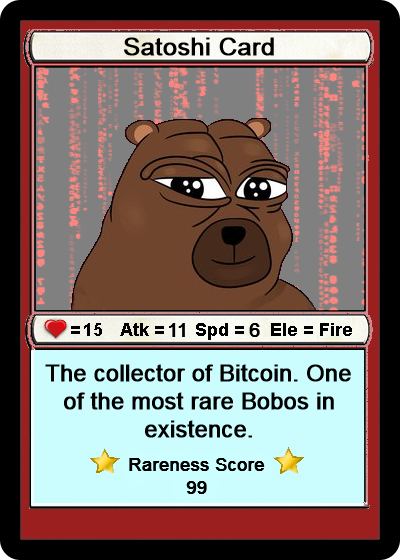 Satoshi Card
=15 Atk =11 Spd = 6 Ele = Fire
The collector of Bitcoin. One
of the most rare Bobos in
existence.
Rareness Score
99